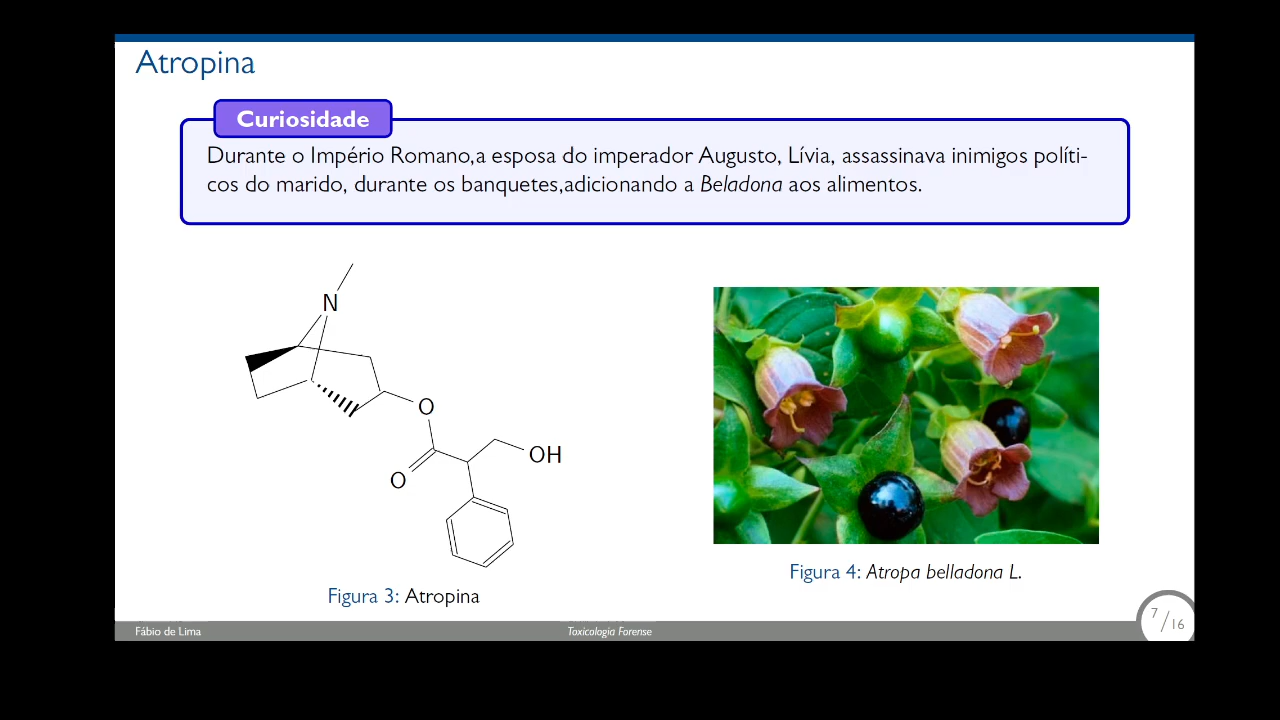 Atropina
Curiosidade
Durante o Império Romano,a esposa do imperador Augusto, Lívia, assassinava inimigos políti-
cos do marido, durante os banquetes,adicionando a Beladona aos alimentos.
N
O
O
OH
Figura 3: Atropina
Figura 4: Atropa belladona L.
Fábio de Lima
Toxicologia Forense
7/16